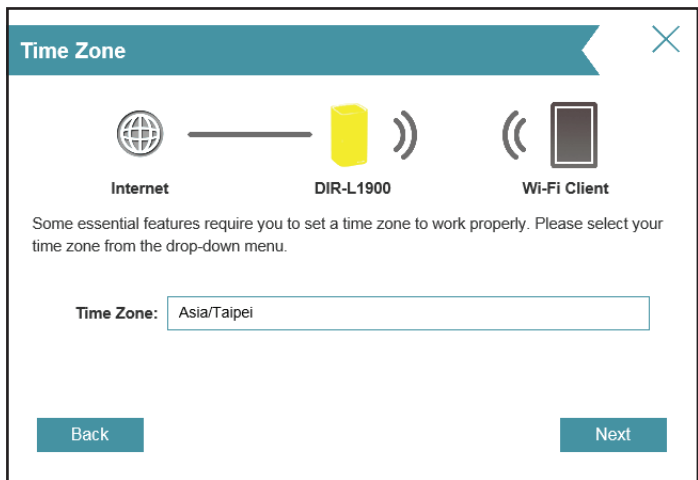 Time Zone
Internet
DIR-L1900
Wi-Fi Client
Some essential features require you to set a time zone to work properly. Please select your
time zone from the drop-down menu.
Time Zone: Asia/Taipei
Back
Next